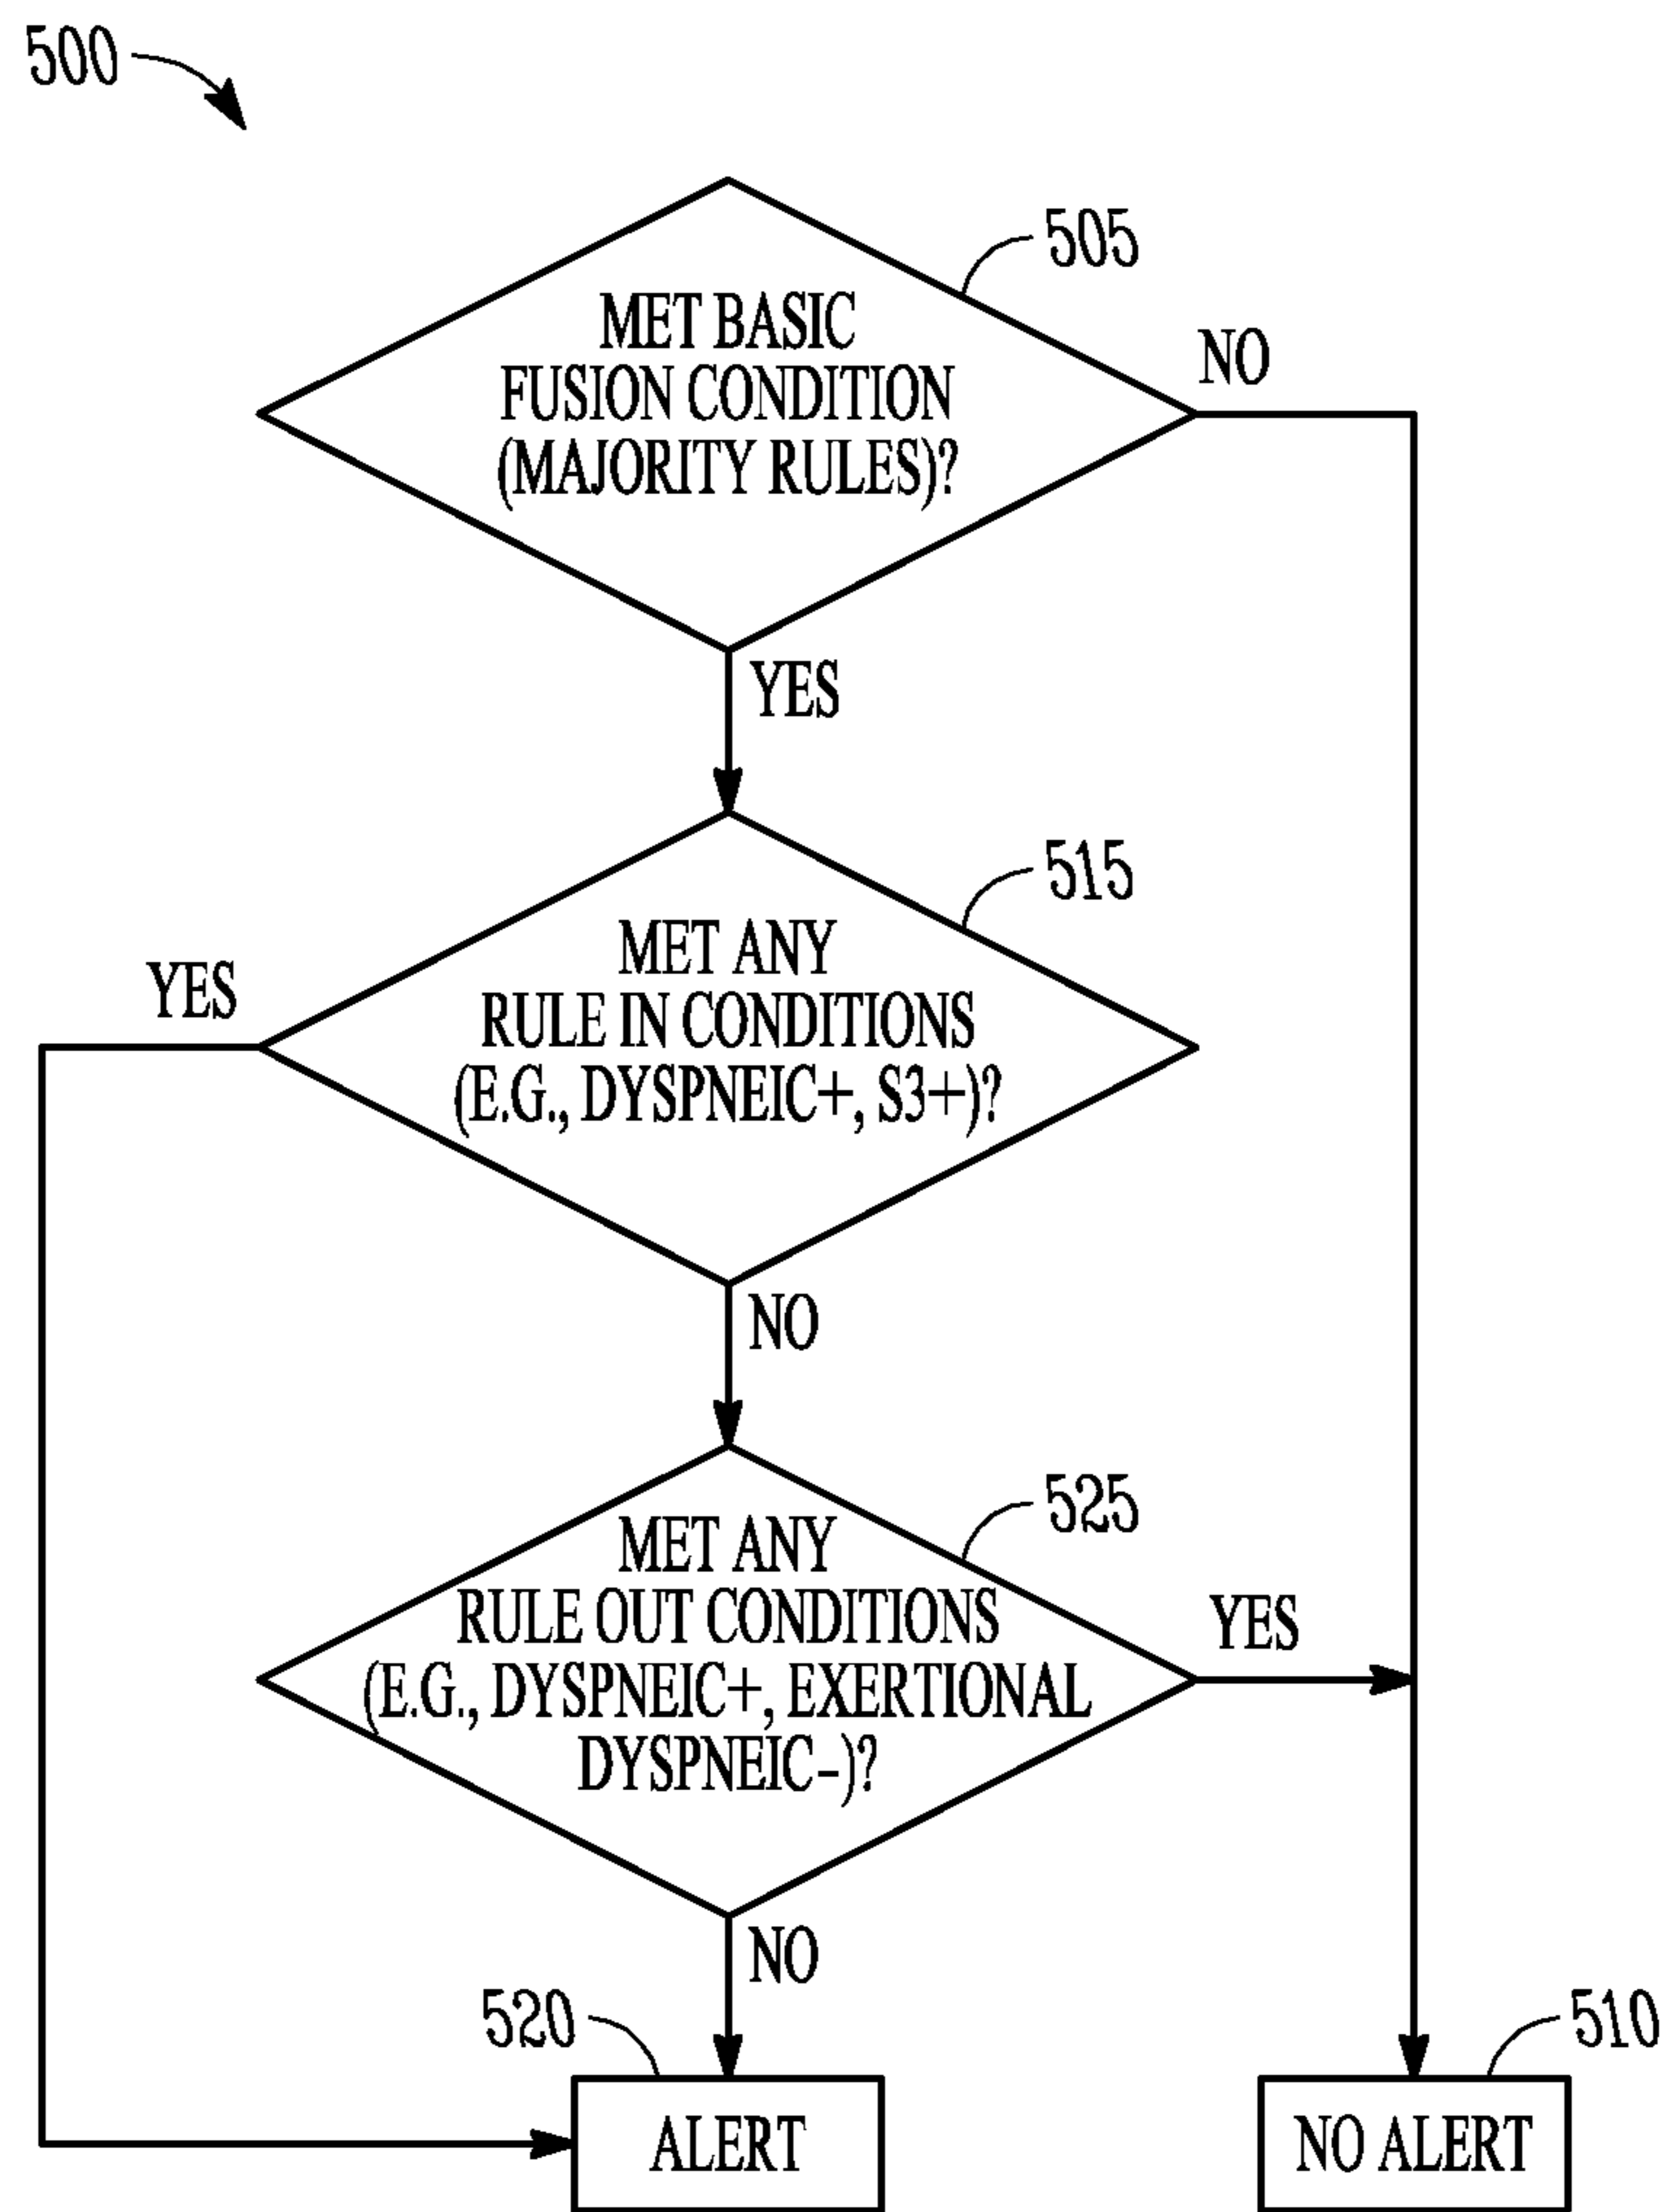 500
505
MET BASIC
FUSION CONDITION
(MAJORITY RULES)?
NO
YES
515
MET ANY
RULE IN CONDITIONS
(E.G., DYSPNEIC+, S3+)?
YES
NO
525
MET ANY
RULE OUT CONDITIONS
(E.G., DYSPNEIC+, EXERTIONAL
DYSPNEIC–)?
YES
NO
520
ALERT
510
NO ALERT